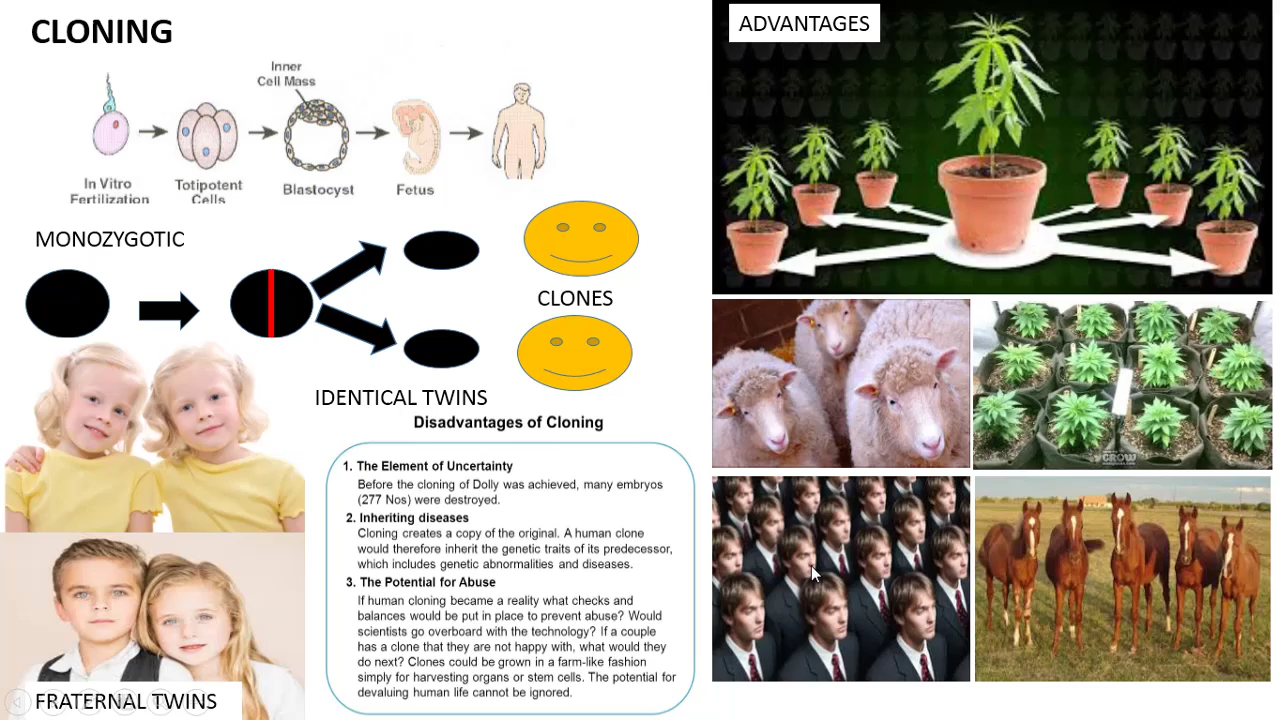 CLONING
Inner
Cell Mass
In Vitro
Fertilization
Totipotent
Cells
Blastocyst
Fetus
MONOZYGOTIC
CLONES
IDENTICAL TWINS
Disadvantages of Cloning
1. The Element of Uncertainty
Before the cloning of Dolly was achieved, many embryos
(277 Nos) were destroyed.
2. Inheriting diseases
Cloning creates a copy of the original. A human clone
would therefore inherit the genetic traits of its predecessor,
which includes genetic abnormalities and diseases.
3. The Potential for Abuse
If human cloning became a reality what checks and
balances would be put in place to prevent abuse? Would
scientists go overboard with the technology? If a couple
has a clone that they are not happy with, what would they
do next? Clones could be grown in a farm-like fashion
simply for harvesting organs or stem cells. The potential for
devaluing human life cannot be ignored.
FRATERNAL TWINS
ADVANTAGES
GROW